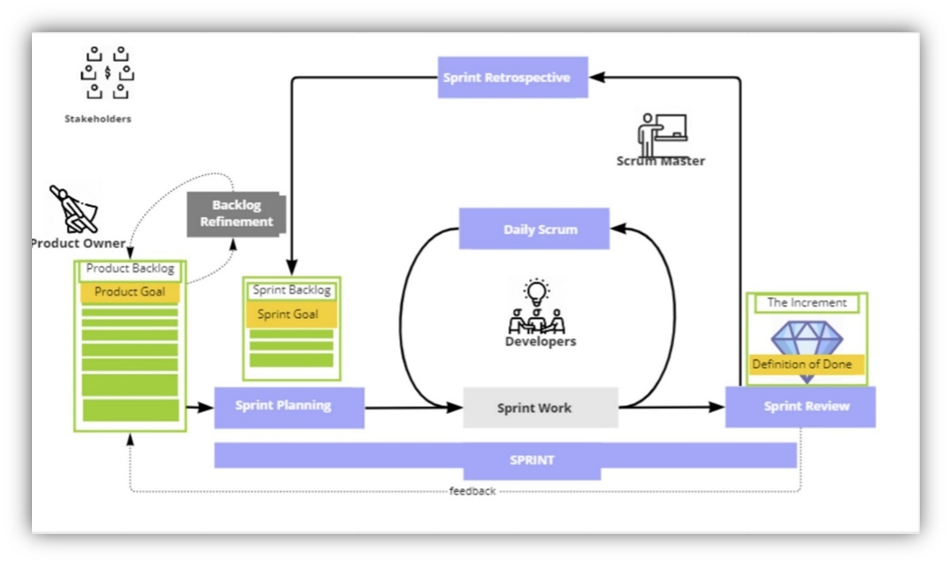 Stakeholders
Sprint Retrospective
Scrum Master
Product Owner
Backlog
Refinement
Daily Scrum
Product Backlog
Product Goal
Sprint Backlog
Sprint Goal
Developers
The Increment
Definition of Done
Sprint Planning
Sprint Work
Sprint Review
SPRINT
feedback